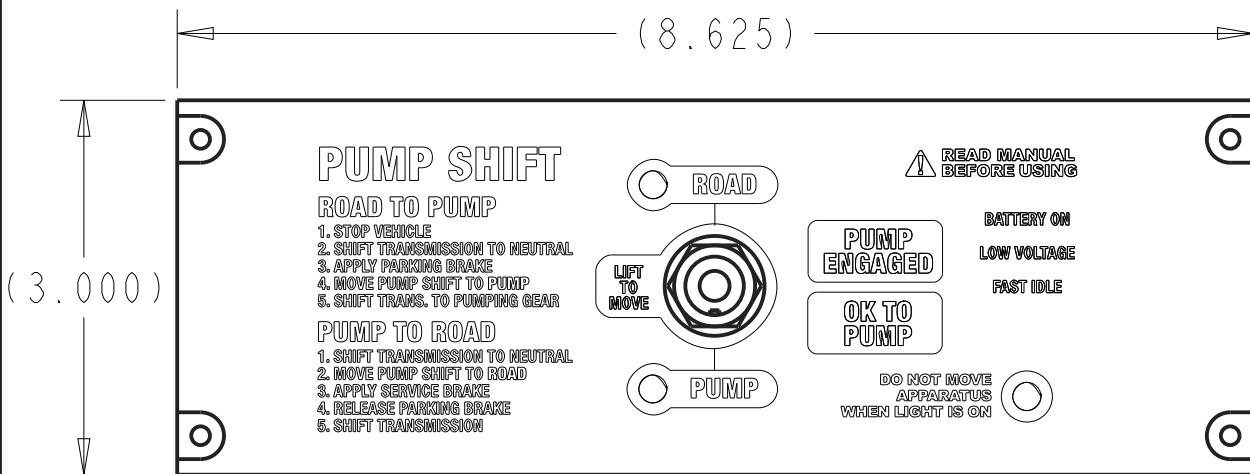 (8.625)
(3.000)
PUMP SHIFT
ROAD TO PUMP
1. STOP VEHICLE
2. SHIFT TRANSMISSION TO NEUTRAL
3. APPLY PARKING BRAKE
4. MOVE PUMP SHIFT TO PUMP
5. SHIFT TRANS. TO PUMPING GEAR
PUMP TO ROAD
1. SHIFT TRANSMISSION TO NEUTRAL
2. MOVE PUMP SHIFT TO ROAD
3. APPLY SERVICE BRAKE
4. RELEASE PARKING BRAKE
5. SHIFT TRANSMISSION
ROAD
LIFT
TO
MOVE
PUMP
PUMP
ENGAGED
OK TO
PUMP
READ MANUAL
BEFORE USING
BATTERY ON
LOW VOLTAGE
FAST IDLE
DO NOT MOVE
APPARATUS
WHEN LIGHT IS ON